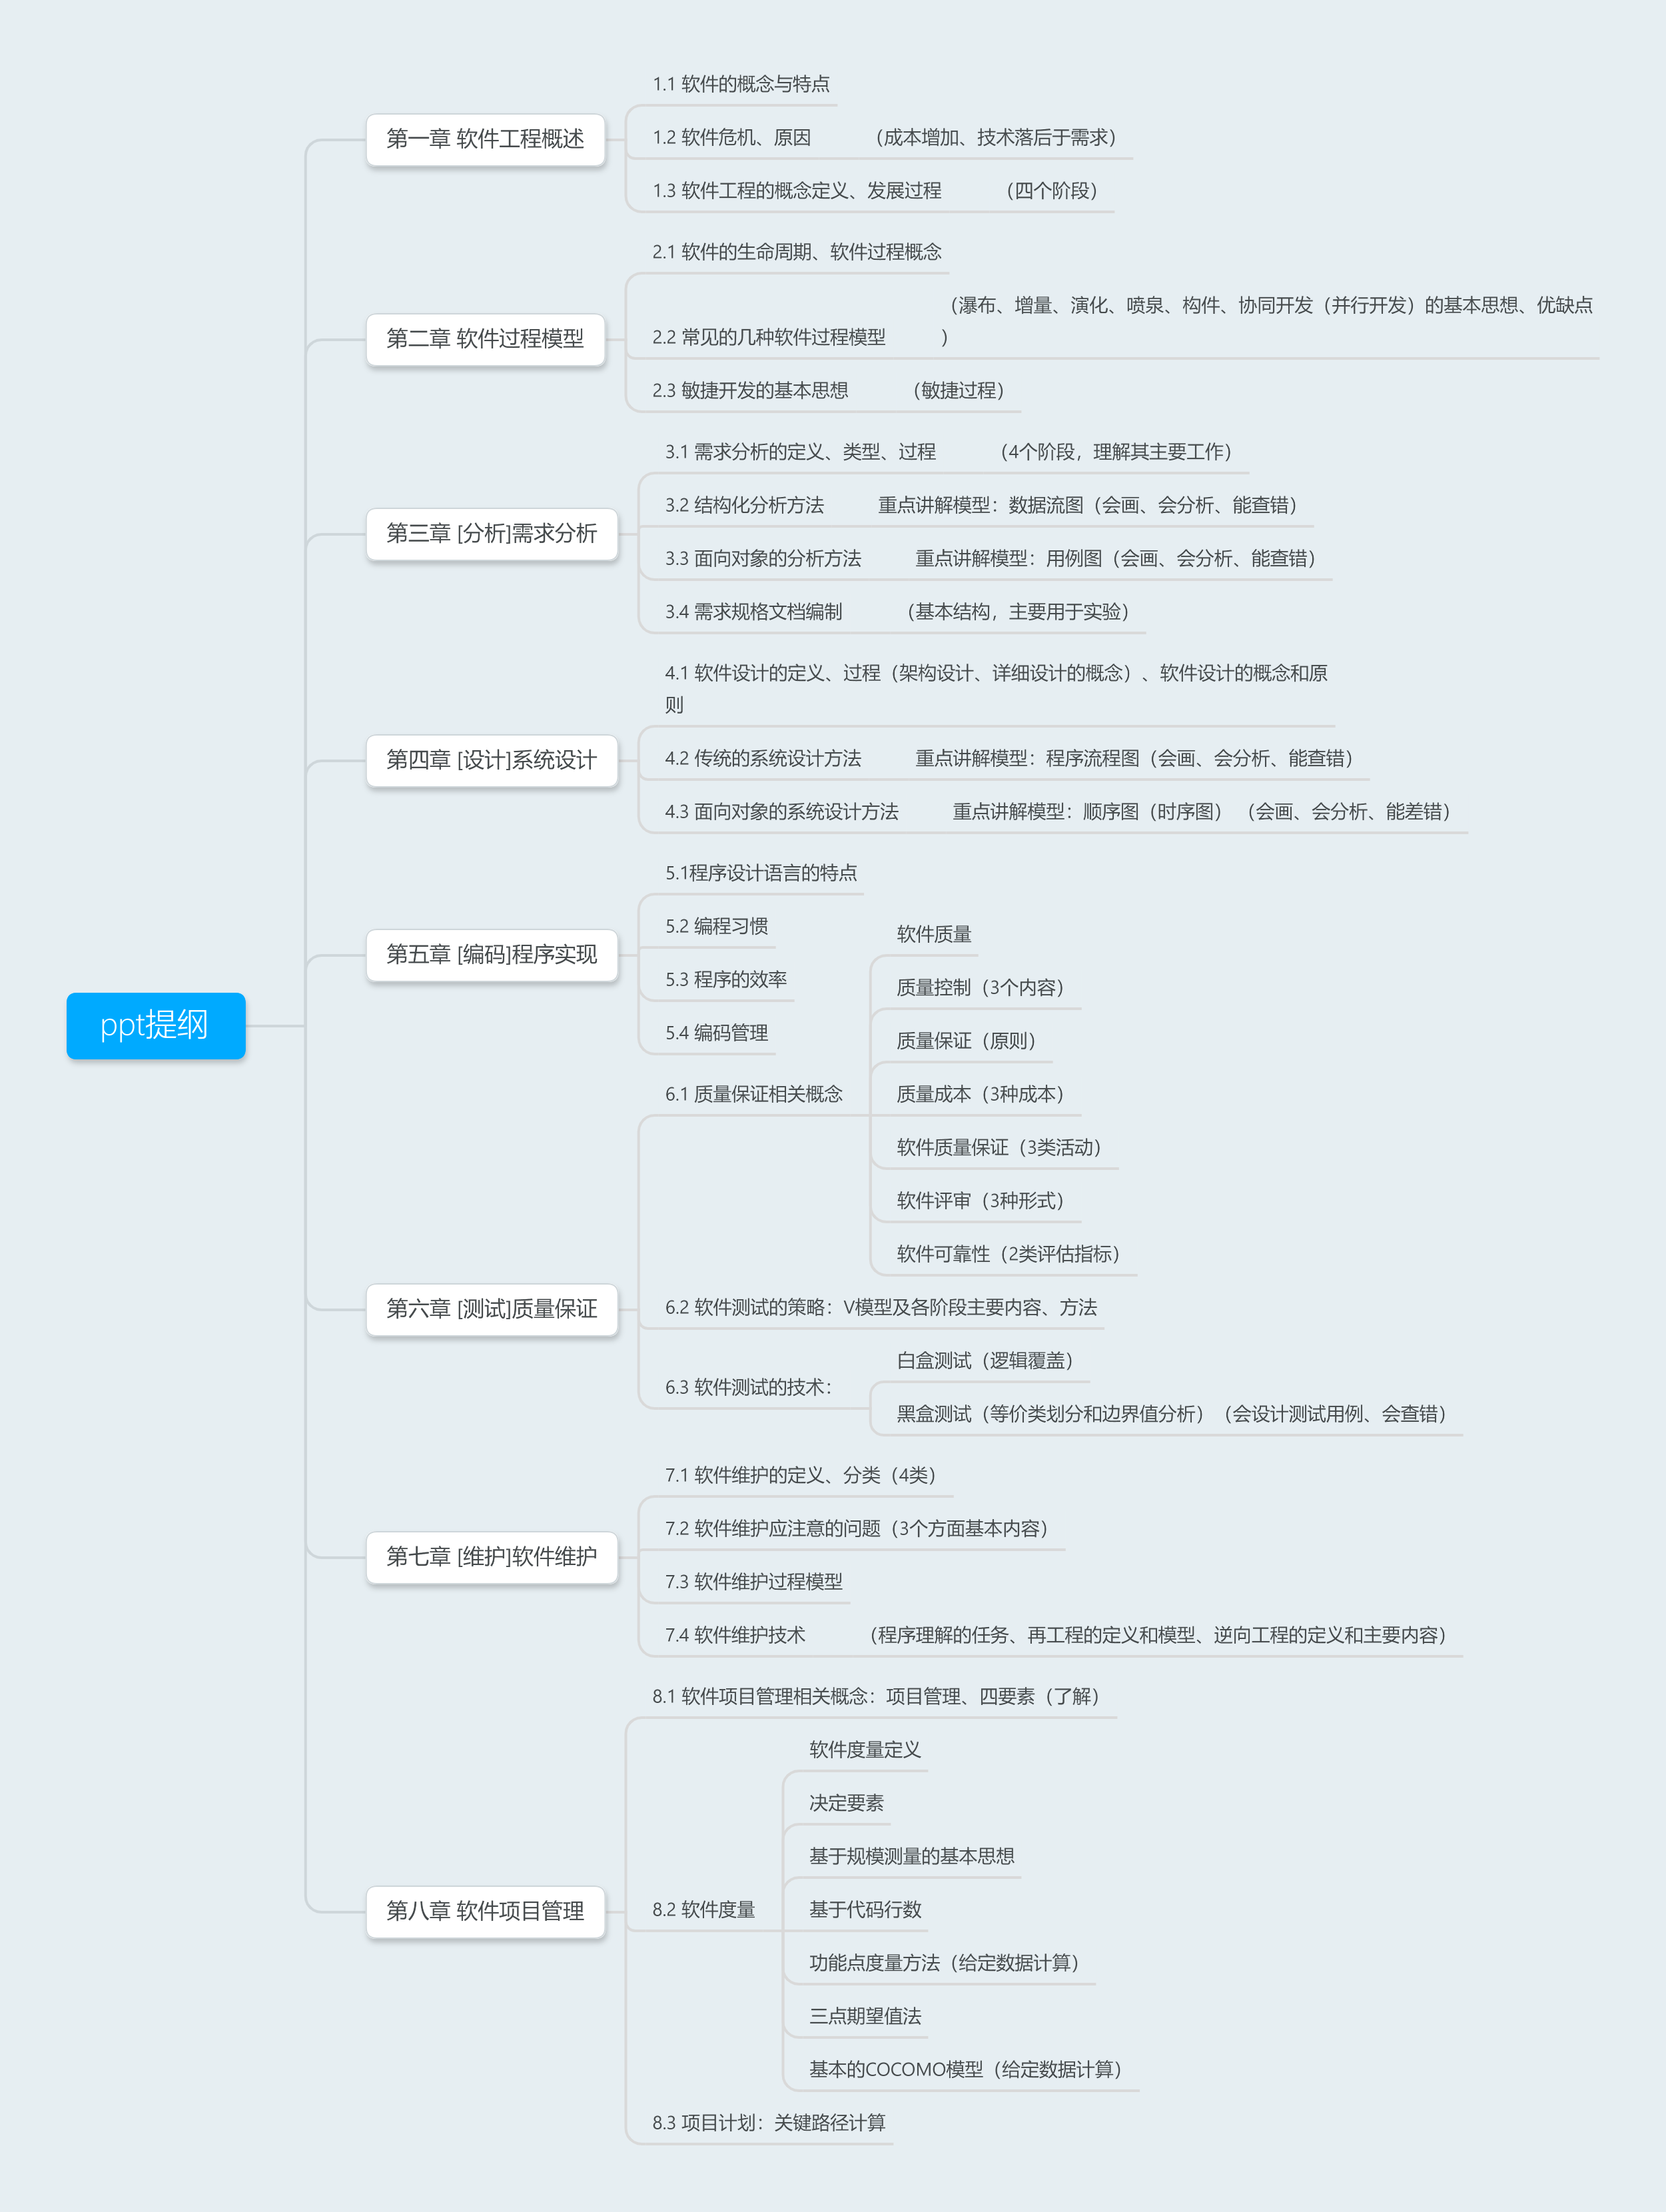 ppt提纲
第一章 软件工程概述
1.1 软件的概念与特点
1.2 软件危机、原因 （成本增加、技术落后于需求）
1.3 软件工程的概念定义、发展过程 （四个阶段）
第二章 软件过程模型
2.1 软件的生命周期、软件过程概念
（瀑布、增量、演化、喷泉、构件、协同开发（并行开发）的基本思想、优缺点
2.2 常见的几种软件过程模型 ）
2.3 敏捷开发的基本思想 （敏捷过程）
第三章 [分析]需求分析
3.1 需求分析的定义、类型、过程 （4个阶段，理解其主要工作）
3.2 结构化分析方法 重点讲解模型：数据流图（会画、会分析、能查错）
3.3 面向对象的分析方法 重点讲解模型：用例图（会画、会分析、能查错）
3.4 需求规格文档编制 （基本结构，主要用于实验）
第四章 [设计]系统设计
4.1 软件设计的定义、过程（架构设计、详细设计的概念）、软件设计的概念和原
则
4.2 传统的系统设计方法 重点讲解模型：程序流程图（会画、会分析、能查错）
4.3 面向对象的系统设计方法 重点讲解模型：顺序图（时序图） （会画、会分析、能差错）
第五章 [编码]程序实现
5.1程序设计语言的特点
5.2 编程习惯
5.3 程序的效率
5.4 编码管理
第六章 [测试]质量保证
6.1 质量保证相关概念
软件质量
质量控制（3个内容）
质量保证（原则）
质量成本（3种成本）
软件质量保证（3类活动）
软件评审（3种形式）
软件可靠性（2类评估指标）
6.2 软件测试的策略：V模型及各阶段主要内容、方法
6.3 软件测试的技术：
白盒测试（逻辑覆盖）
黑盒测试（等价类划分和边界值分析）（会设计测试用例、会查错）
第七章 [维护]软件维护
7.1 软件维护的定义、分类（4类）
7.2 软件维护应注意的问题（3个方面基本内容）
7.3 软件维护过程模型
7.4 软件维护技术 （程序理解的任务、再工程的定义和模型、逆向工程的定义和主要内容）
第八章 软件项目管理
8.1 软件项目管理相关概念：项目管理、四要素（了解）
8.2 软件度量
软件度量定义
决定要素
基于规模测量的基本思想
基于代码行数
功能点度量方法（给定数据计算）
三点期望值法
基本的COCOMO模型（给定数据计算）
8.3 项目计划：关键路径计算